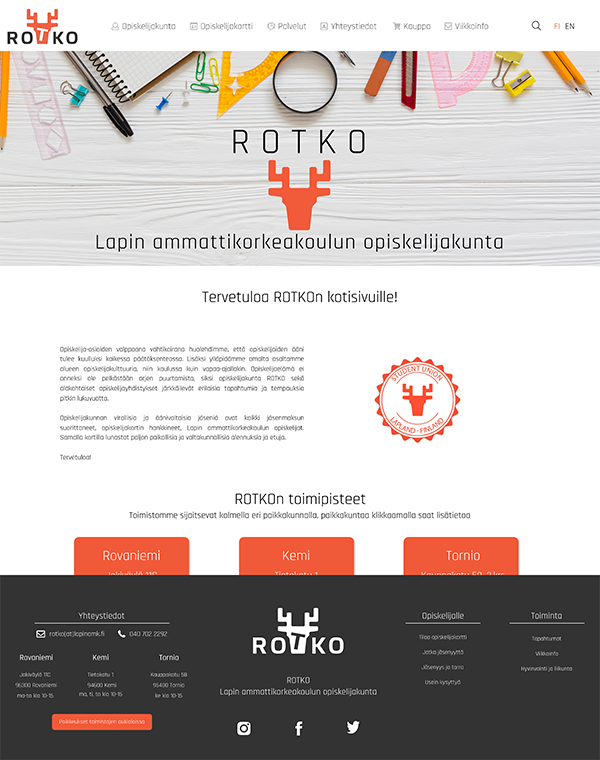 ROTKO
Opiskelijakunta Opiskelijakortti Palvelut Yhteystiedot Kauppa Viikkoinfo FI EN
ROTKO
Lapin ammattikorkeakoulun opiskelijakunta
Tervetuloa ROTKOn kotisivuille!
Opiskelija-asioiden valppaana vahtikoirana huolehdimme, että opiskelijoiden ääni
tulee kuulluksi kaikessa päätöksenteossa. Lisäksi ylläpidämme omalta osaltamme
alueen opiskelijakulttuuria, niin koulussa kuin vapaa-ajallakin. Opiskelijaelämä ei
onneksi ole pelkästään arjen puurtamista, siksi opiskelijakunta ROTKO sekä
alakohtaiset opiskelijayhdistykset järkkäilevät erilaisia tapahtumia ja tempauksia
pitkin lukuvuotta.
Opiskelijakunnan virallisia ja äänivaltaisia jäseniä ovat kaikki jäsenmaksun
suorittaneet, opiskelijakortin hankkineet, Lapin ammattikorkeakoulun opiskelijat.
Samalla kortilla lunastat paljon paikallisia ja valtakunnallisia alennuksia ja etuja.
Tervetuloa!
STUDENT UNION
LAPLAND - FINLAND
ROTKOn toimipisteet
Toimistomme sijaitsevat kolmella eri paikkakunnalla, paikkakuntaa klikkaamalla saat lisätietoa
Rovaniemi Kemi Tornio
Jokiväylä 11C Tietokatu 1 Kauppakatu 58, 2.krs
Yhteystiedot
rotko(at)lapinamk.fi 040 702 2292
Rovaniemi Kemi Tornio
Jokiväylä 11C Tietokatu 1 Kauppakatu 58
96300 Rovaniemi 94600 Kemi 95400 Tornio
ma-to klo 10-15 ma, ti, to klo 10-15 ke klo 10-15
Poikkeukset toimistojen aukioloissa
ROTKO
ROTKO
Lapin ammattikorkeakoulun opiskelijakunta
Opiskelijalle
Tilaa opiskelijakortti
Jatka jäsenyyttä
Jäsenyys ja tarra
Usein kysyttyä
Toiminta
Tapahtumat
Viikkoinfo
Hyvinvointi ja liikunta